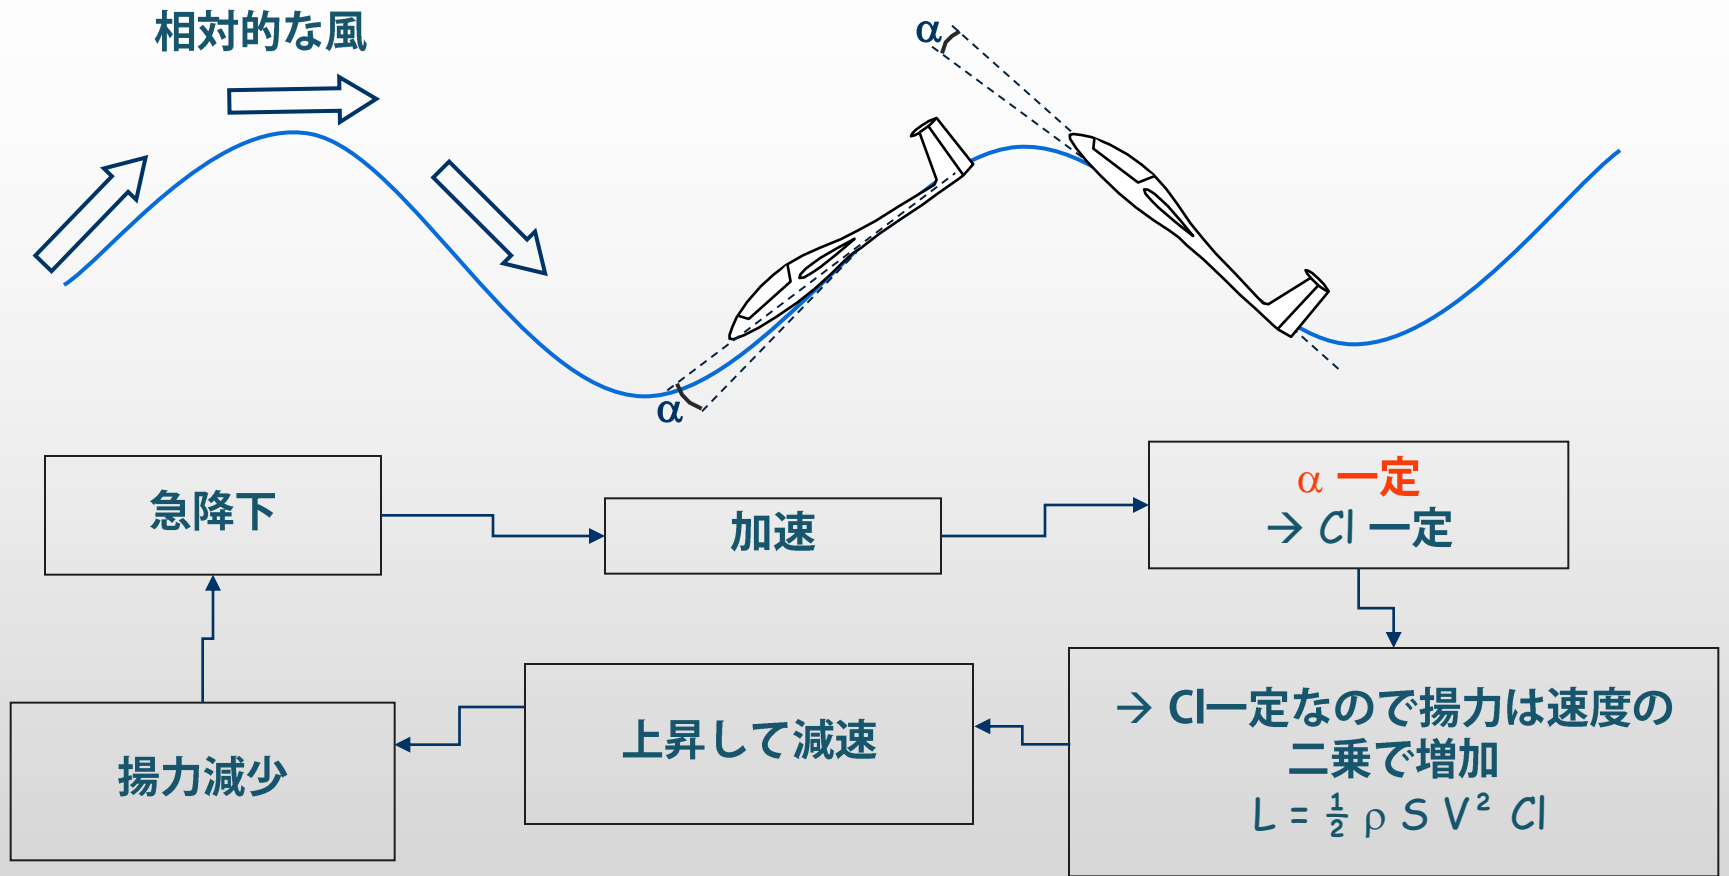 相対的な風
α
α
急降下
加速
α 一定
→ Cl 一定
→ Cl一定なので揚力は速度の
二乗で増加
L = ½ ρ S V² Cl
上昇して減速
揚力減少